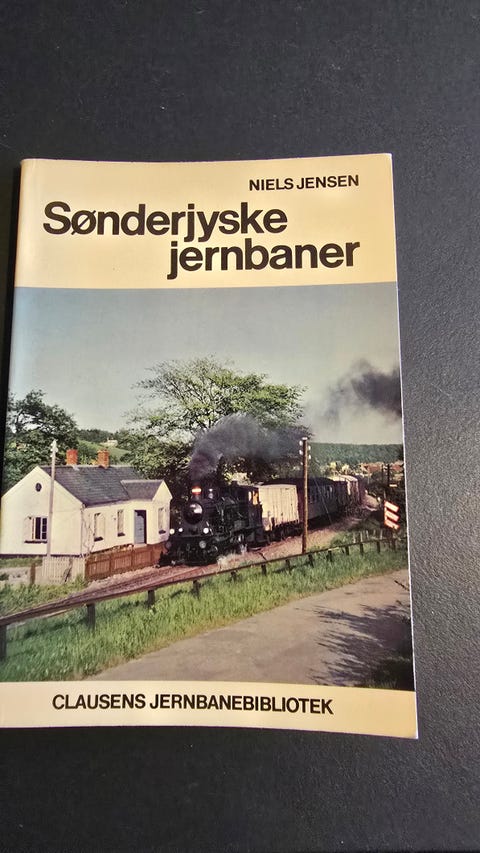 NIELS JENSEN
Sønderjyske
jernbaner
CLAUSENS JERNBANEBIBLIOTEK